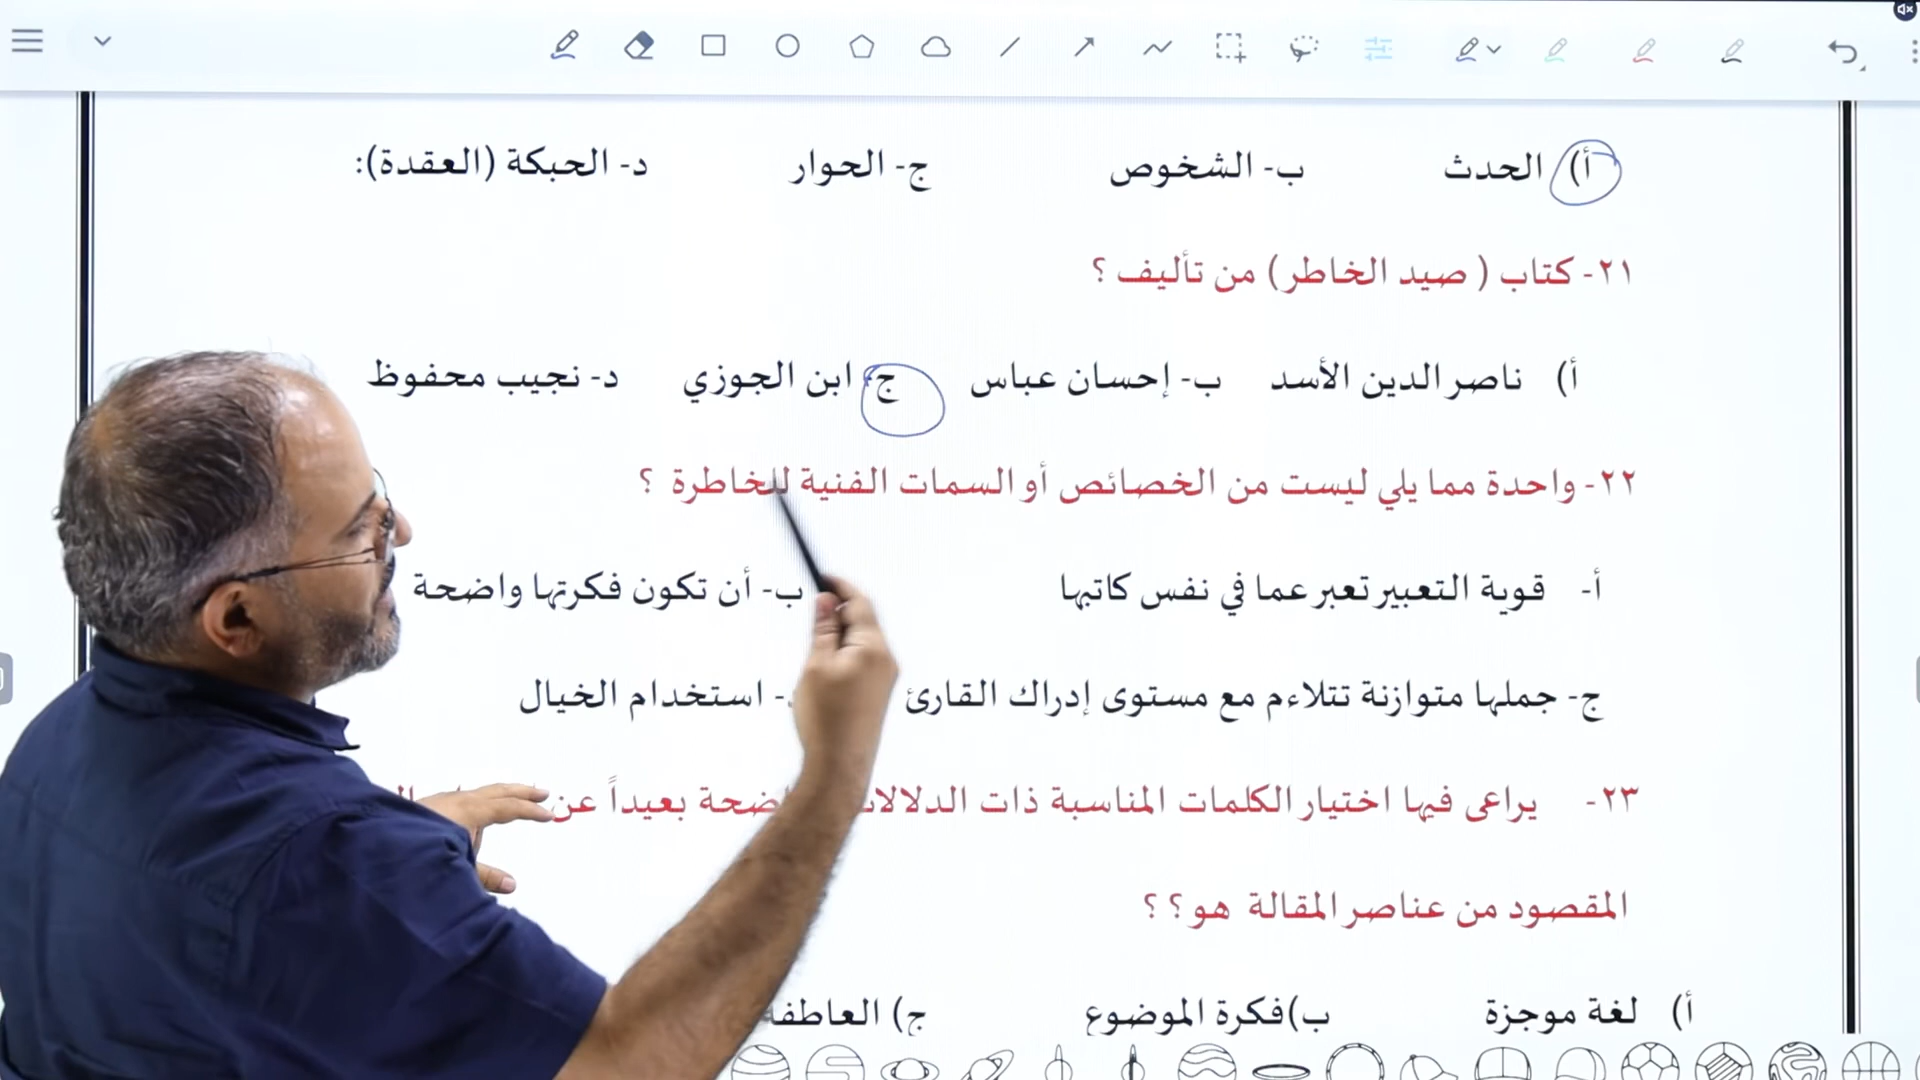 أ) الحدث ب- الشخوص ج- الحوار د- الحبكة (العقدة):
٢١- كتاب ( صيد الخاطر) من تأليف ؟
أ) ناصر الدين الأسد ب- إحسان عباس ج- ابن الجوزي د- نجيب محفوظ
٢٢- واحدة مما يلي ليست من الخصائص أو السمات الفنية للخاطرة ؟
أ- قوية التعبير تعبر عما في نفس كاتبها ب- أن تكون فكرتها واضحة
ج- جملها متوازنة تتلاءم مع مستوى إدراك القارئ - استخدام الخيال
٢٣- يراعى فيها اختيار الكلمات المناسبة ذات بعيداً عن
المقصود من عناصر المقالة هو؟ ؟
أ) لغة موجزة ب)فكرة الموضوع ج) العاطفة